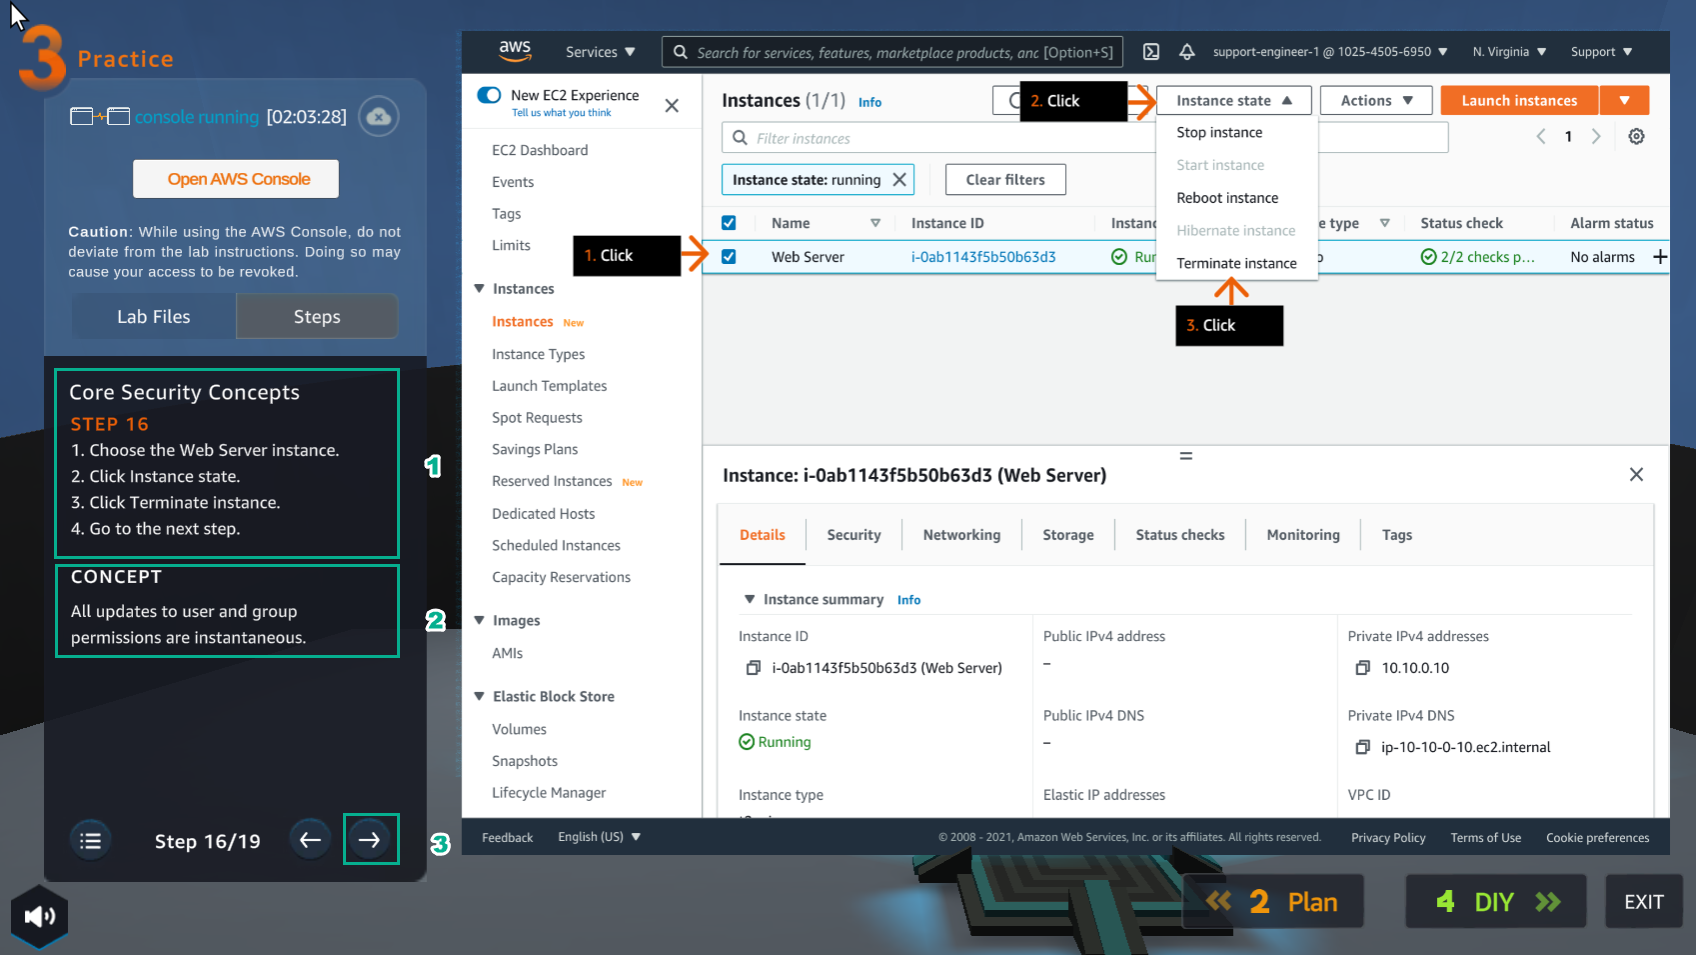 3 Practice
console running [02:03:28]
Open AWS Console
Caution: While using the AWS Console, do not
deviate from the lab instructions. Doing so may
cause your access to be revoked.
Lab Files
Steps
Core Security Concepts
STEP 16
1. Choose the Web Server instance.
2. Click Instance state.
3. Click Terminate instance.
4. Go to the next step.
1
CONCEPT
All updates to user and group
permissions are instantaneous.
2
Step 16/19
3
aws
Services
Search for services, features, marketplace products, anc [Option+S]
support-engineer-1 @ 1025-4505-6950
N. Virginia
Support
New EC2 Experience
Tell us what you think
EC2 Dashboard
Events
Tags
Limits
Instances
Instances New
Instance Types
Launch Templates
Spot Requests
Savings Plans
Reserved Instances New
Dedicated Hosts
Scheduled Instances
Capacity Reservations
Images
AMIs
Elastic Block Store
Volumes
Snapshots
Lifecycle Manager
Instances (1/1) Info
2. Click
Instance state
Actions
Launch instances
Filter instances
1
Stop instance
Start instance
Reboot instance
Hibernate instance
Terminate instance
Instance state: running
Clear filters
Name
Instance ID
Instanc
e type
Status check
Alarm status
1. Click
Web Server
i-0ab1143f5b50b63d3
Rur
o
2/2 checks p...
No alarms
3. Click
Instance: i-0ab1143f5b50b63d3 (Web Server)
Details
Security
Networking
Storage
Status checks
Monitoring
Tags
Instance summary Info
Instance ID
i-0ab1143f5b50b63d3 (Web Server)
Public IPv4 address
–
Private IPv4 addresses
10.10.0.10
Instance state
Running
Public IPv4 DNS
–
Private IPv4 DNS
ip-10-10-0-10.ec2.internal
Instance type
Elastic IP addresses
VPC ID
Feedback
English (US)
© 2008 - 2021, Amazon Web Services, Inc. or its affiliates. All rights reserved.
Privacy Policy
Terms of Use
Cookie preferences
2 Plan
4 DIY
EXIT